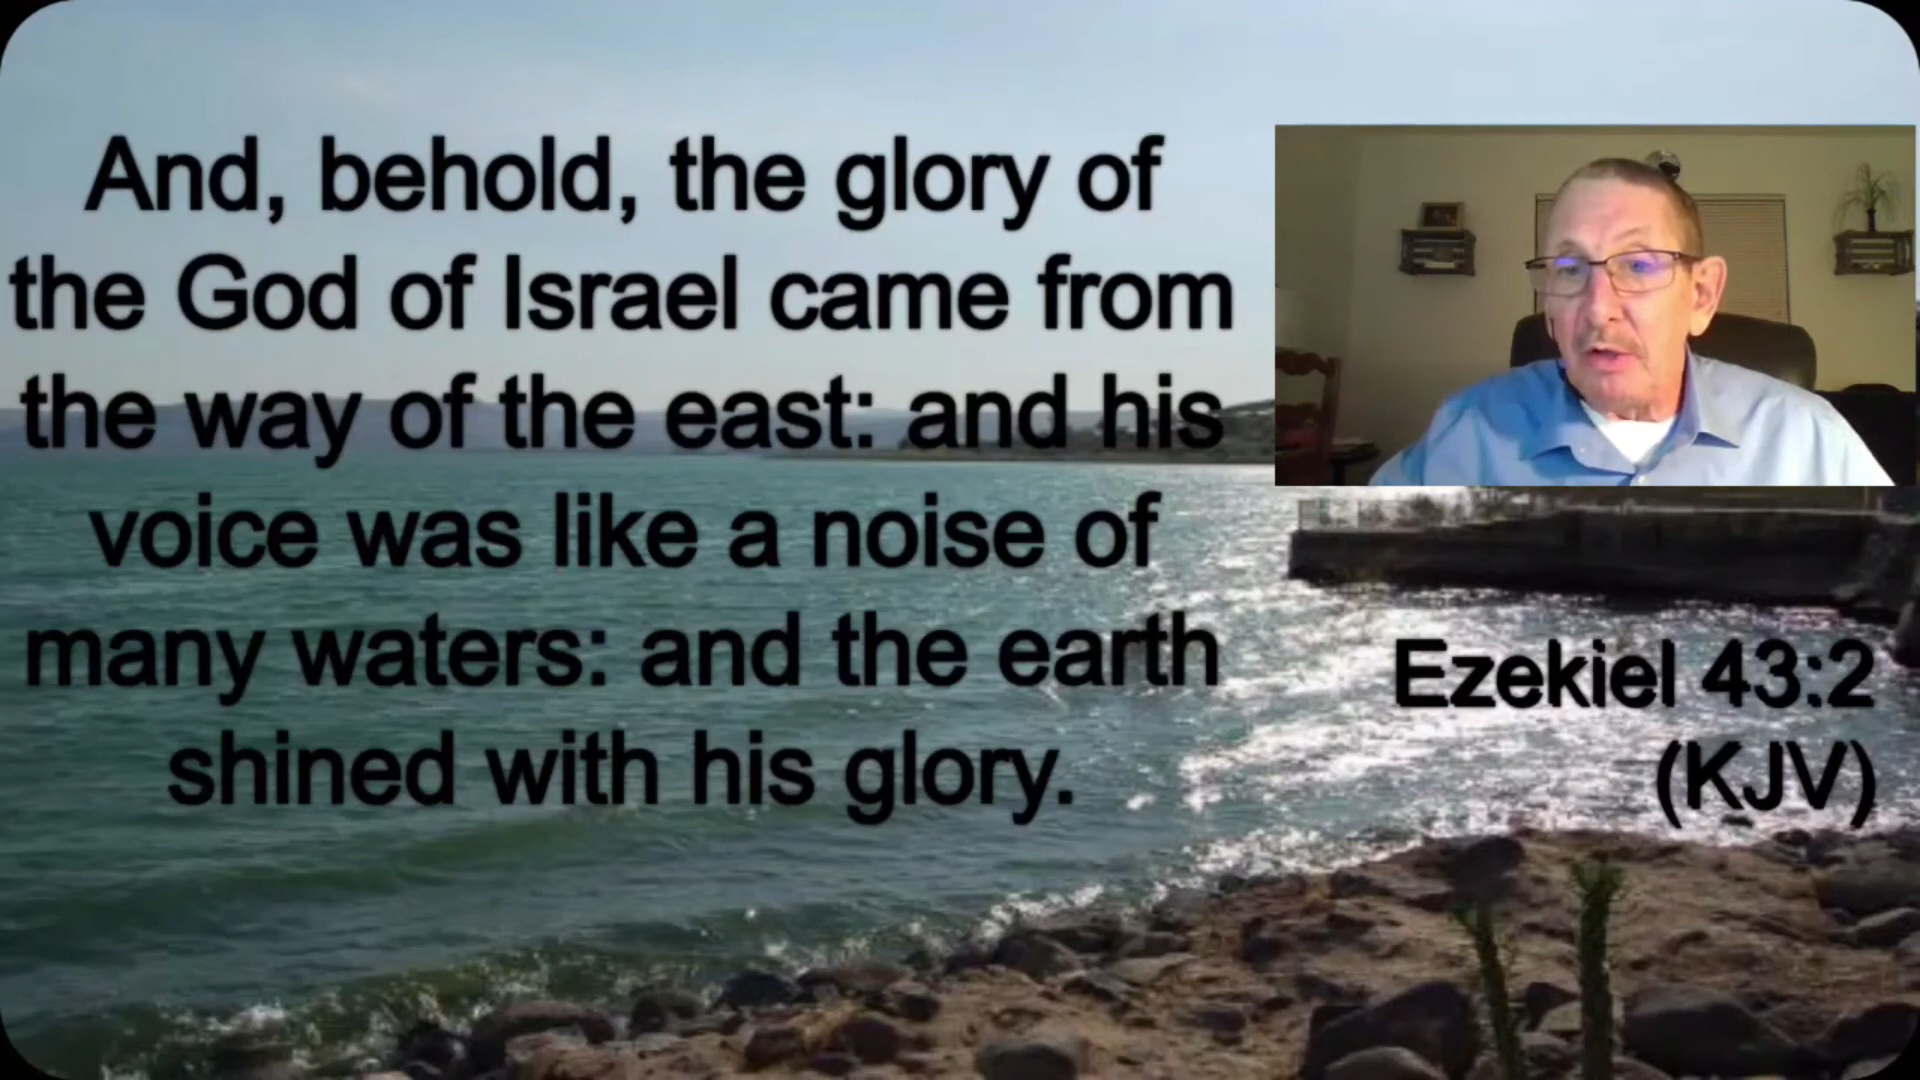 And, behold, the glory of
the God of Israel came from
the way of the east: and his
voice was like a noise of
many waters: and the earth
shined with his glory.
Ezekiel 43:2
(KJV)